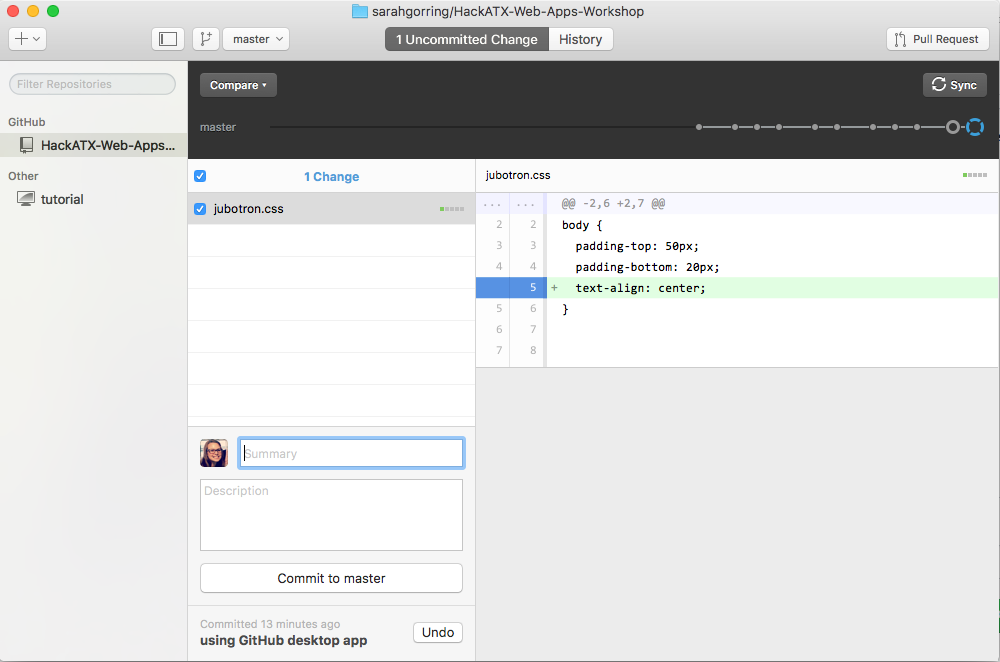 sarahgorring/HackATX-Web-Apps-Workshop
master
1 Uncommitted Change
History
Pull Request
Filter Repositories
GitHub
HackATX-Web-Apps...
Other
tutorial
Compare
Sync
master
1 Change
jubotron.css
jubotron.css
... ... @@ -2,6 +2,7 @@
2 2 body {
3 3 padding-top: 50px;
4 4 padding-bottom: 20px;
5 + text-align: center;
5 6 }
6 7
7 8
Summary
Description
Commit to master
Committed 13 minutes ago
using GitHub desktop app
Undo